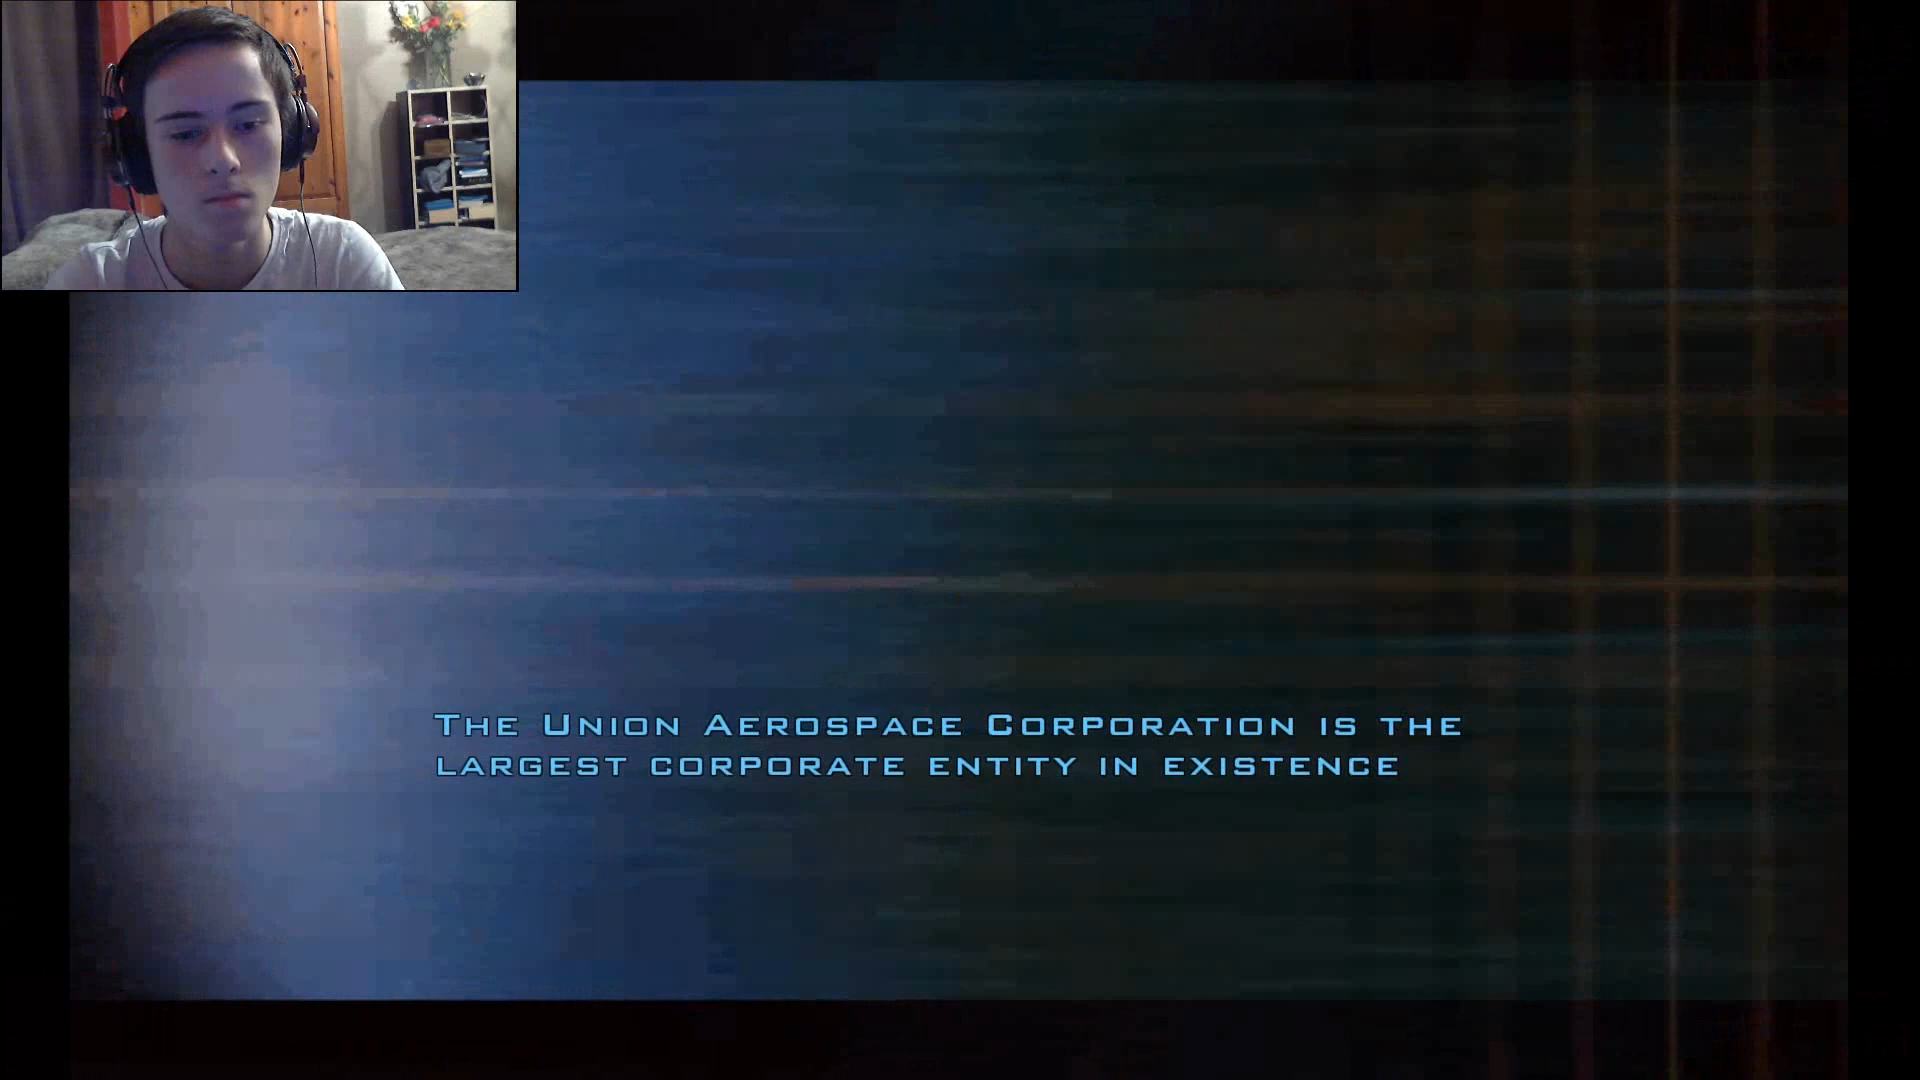 The Union Aerospace Corporation is the
largest corporate entity in existence